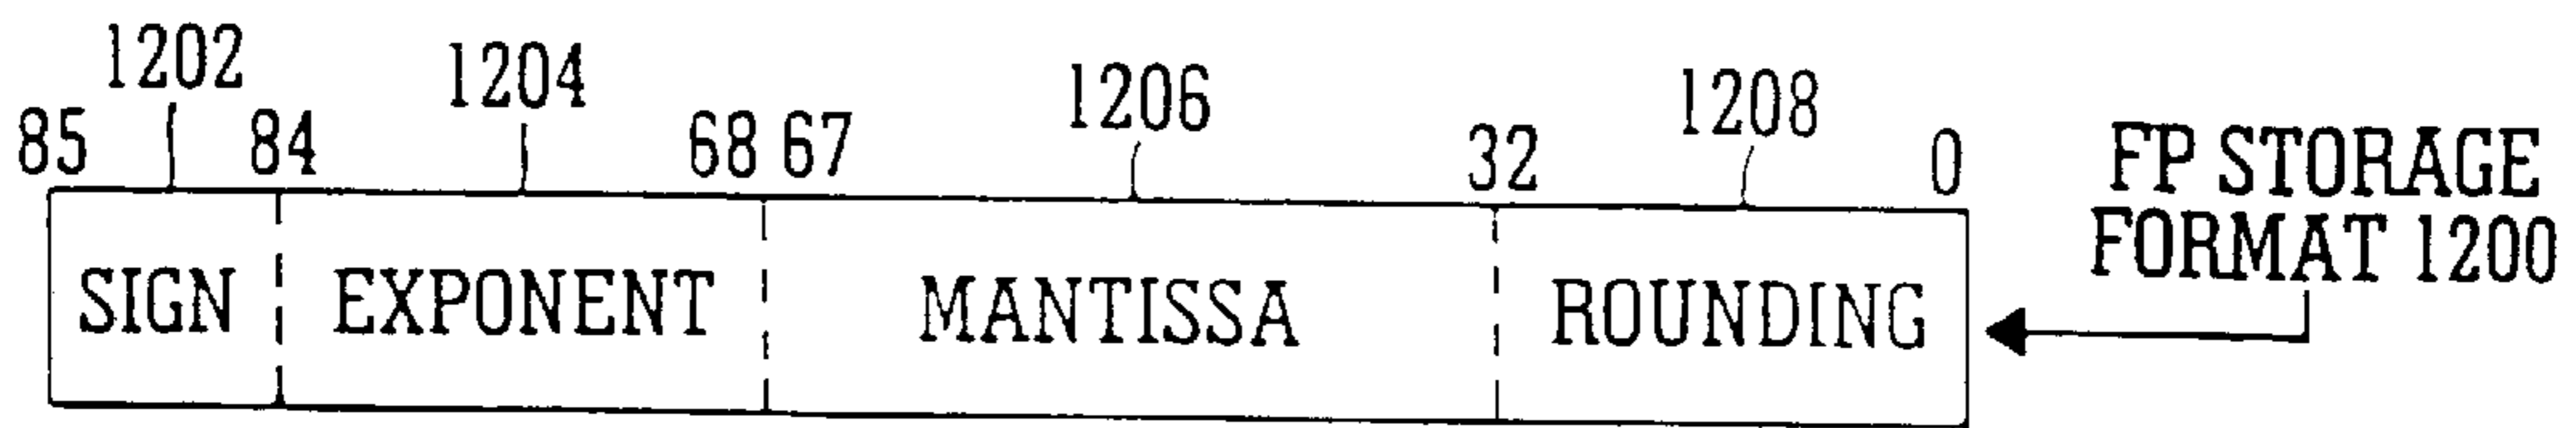 1202 1204 1206 1208
85 84 68 67 32 0
FP STORAGE
FORMAT 1200
SIGN EXPONENT MANTISSA ROUNDING